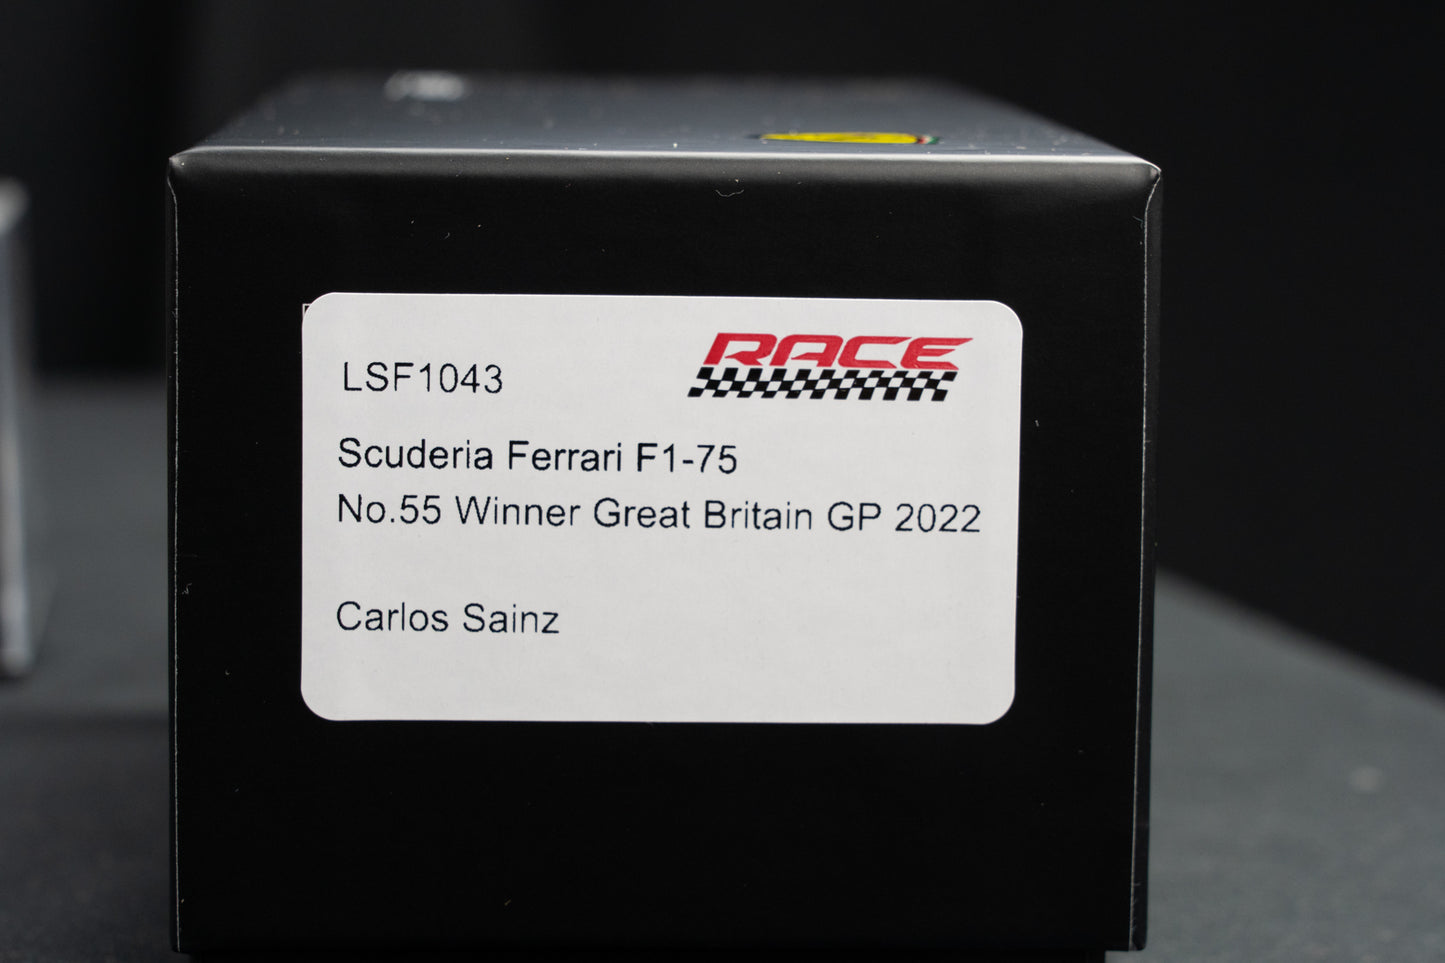 RACE
LSF1043
Scuderia Ferrari F1-75
No.55 Winner Great Britain GP 2022
Carlos Sainz